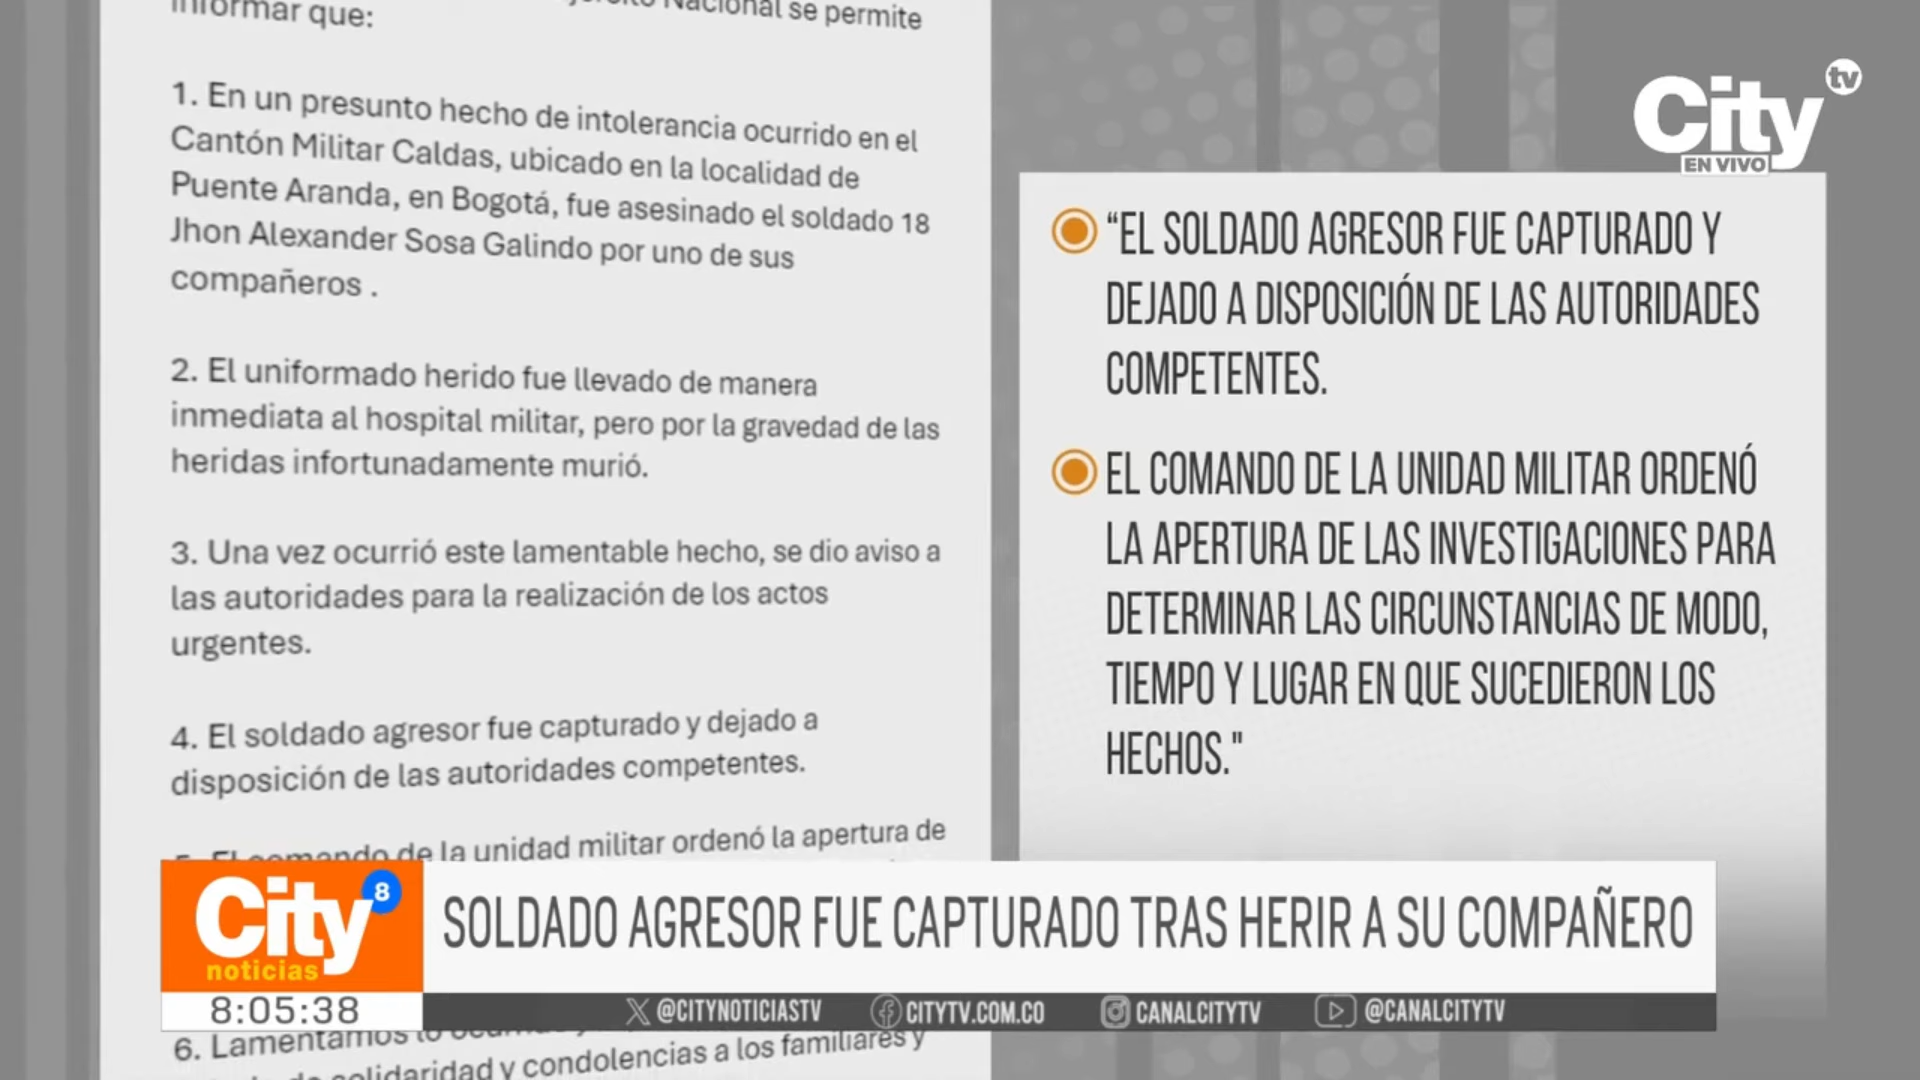 Nacional se permite
informar que:
1. En un presunto hecho de intolerancia ocurrido en el
Cantón Militar Caldas, ubicado en la localidad de
Puente Aranda, en Bogotá, fue asesinado el soldado 18
Jhon Alexander Sosa Galindo por uno de sus
compañeros .
2. El uniformado herido fue llevado de manera
inmediata al hospital militar, pero por la gravedad de las
heridas infortunadamente murió.
3. Una vez ocurrió este lamentable hecho, se dio aviso a
las autoridades para la realización de los actos
urgentes.
4. El soldado agresor fue capturado y dejado a
disposición de las autoridades competentes.
5. El comando de la unidad militar ordenó la apertura de
6. Lamentamos lo
solidaridad y condolencias a los familiares y
City tv
EN VIVO
“EL SOLDADO AGRESOR FUE CAPTURADO Y
DEJADO A DISPOSICIÓN DE LAS AUTORIDADES
COMPETENTES.
EL COMANDO DE LA UNIDAD MILITAR ORDENÓ
LA APERTURA DE LAS INVESTIGACIONES PARA
DETERMINAR LAS CIRCUNSTANCIAS DE MODO,
TIEMPO Y LUGAR EN QUE SUCEDIERON LOS
HECHOS."
City 8
noticias
SOLDADO AGRESOR FUE CAPTURADO TRAS HERIR A SU COMPAÑERO
8:05:38
@CITYNOTICIASTV CITYTV.COM.CO CANALCITYTV @CANALCITYTV